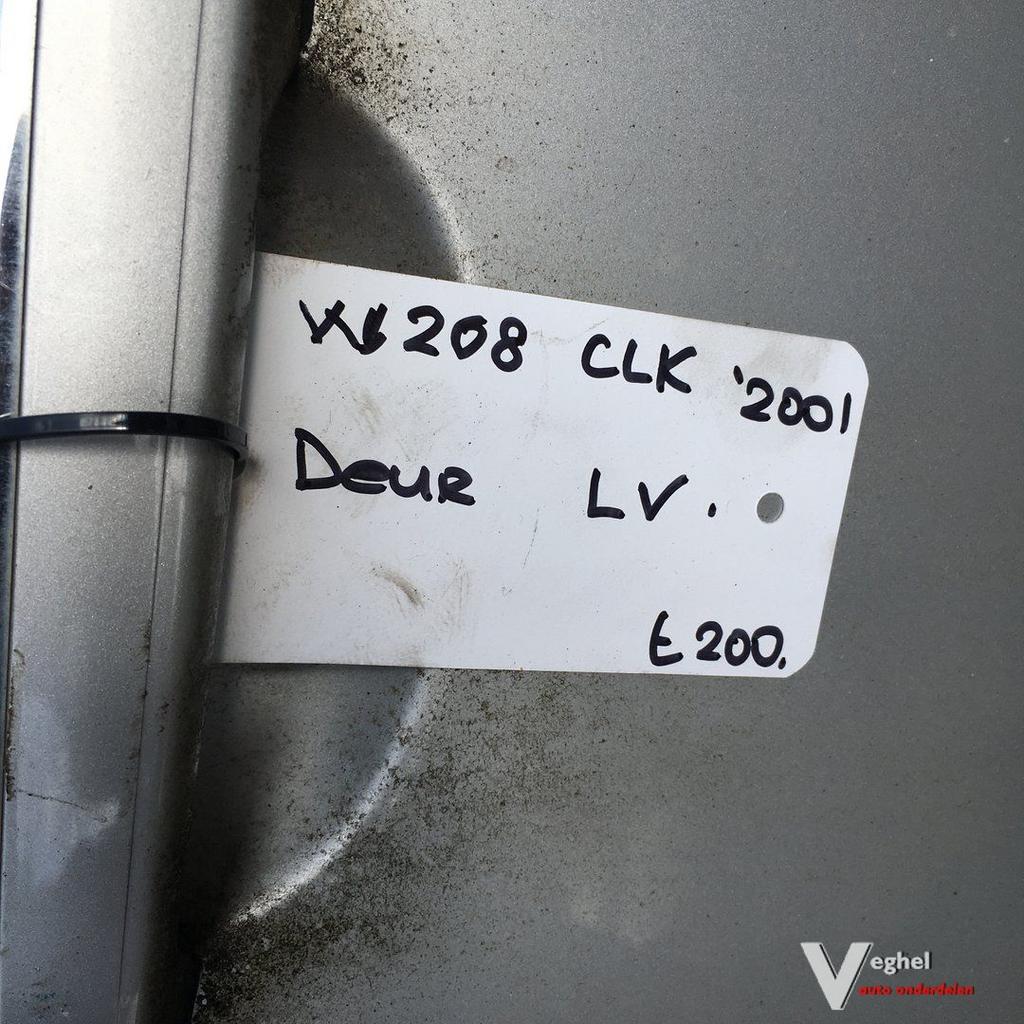 W208 CLK '2001
Deur LV.
€200.
Veghel
auto onderdelen